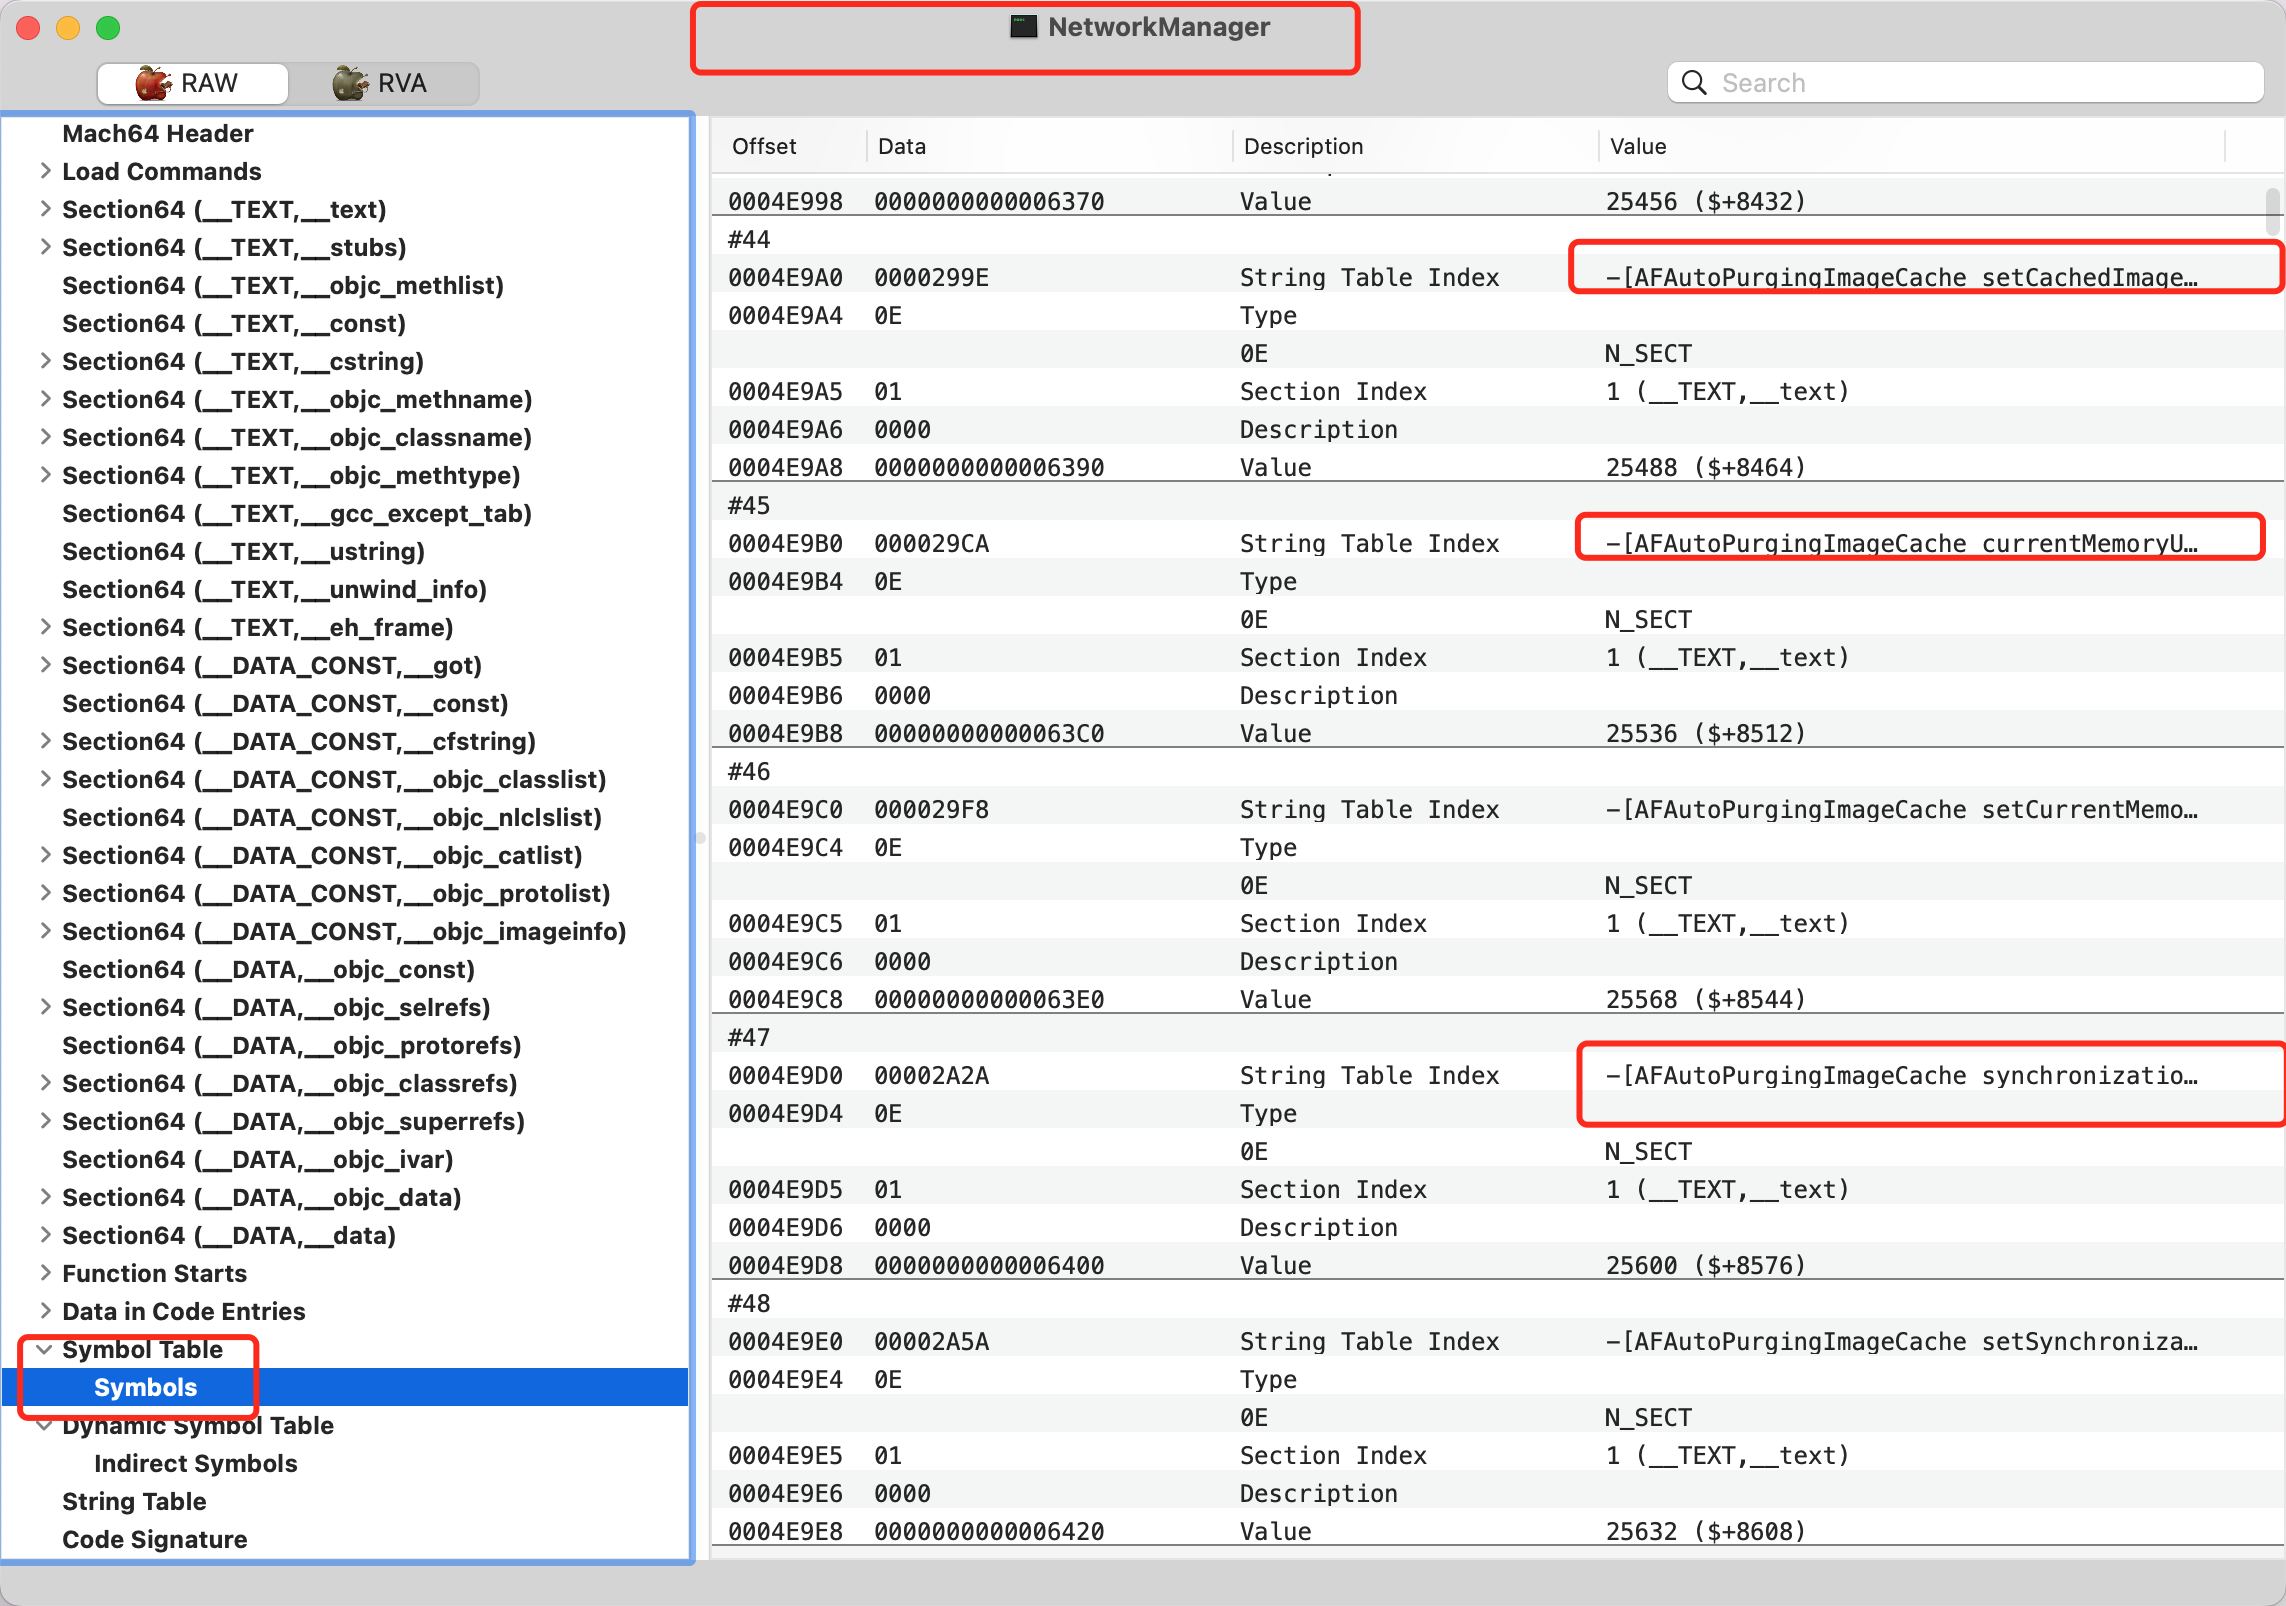 NetworkManager
RAW
RVA
Search
Mach64 Header
Load Commands
Section64 (__TEXT,__text)
Section64 (__TEXT,__stubs)
Section64 (__TEXT,__objc_methlist)
Section64 (__TEXT,__const)
Section64 (__TEXT,__cstring)
Section64 (__TEXT,__objc_methname)
Section64 (__TEXT,__objc_classname)
Section64 (__TEXT,__objc_methtype)
Section64 (__TEXT,__gcc_except_tab)
Section64 (__TEXT,__ustring)
Section64 (__TEXT,__unwind_info)
Section64 (__TEXT,__eh_frame)
Section64 (__DATA_CONST,__got)
Section64 (__DATA_CONST,__const)
Section64 (__DATA_CONST,__cfstring)
Section64 (__DATA_CONST,__objc_classlist)
Section64 (__DATA_CONST,__objc_nlclslist)
Section64 (__DATA_CONST,__objc_catlist)
Section64 (__DATA_CONST,__objc_protolist)
Section64 (__DATA_CONST,__objc_imageinfo)
Section64 (__DATA,__objc_const)
Section64 (__DATA,__objc_selrefs)
Section64 (__DATA,__objc_protorefs)
Section64 (__DATA,__objc_classrefs)
Section64 (__DATA,__objc_superrefs)
Section64 (__DATA,__objc_ivar)
Section64 (__DATA,__objc_data)
Section64 (__DATA,__data)
Function Starts
Data in Code Entries
Symbol Table
Symbols
Dynamic Symbol Table
Indirect Symbols
String Table
Code Signature
Offset Data Description Value
0004E998 0000000000006370 Value 25456 ($+8432)
#44
0004E9A0 0000299E String Table Index -[AFAutoPurgingImageCache setCachedImage…
0004E9A4 0E Type
0E N_SECT
0004E9A5 01 Section Index 1 (__TEXT,__text)
0004E9A6 0000 Description
0004E9A8 0000000000006390 Value 25488 ($+8464)
#45
0004E9B0 000029CA String Table Index -[AFAutoPurgingImageCache currentMemoryU…
0004E9B4 0E Type
0E N_SECT
0004E9B5 01 Section Index 1 (__TEXT,__text)
0004E9B6 0000 Description
0004E9B8 00000000000063C0 Value 25536 ($+8512)
#46
0004E9C0 000029F8 String Table Index -[AFAutoPurgingImageCache setCurrentMemo…
0004E9C4 0E Type
0E N_SECT
0004E9C5 01 Section Index 1 (__TEXT,__text)
0004E9C6 0000 Description
0004E9C8 00000000000063E0 Value 25568 ($+8544)
#47
0004E9D0 00002A2A String Table Index -[AFAutoPurgingImageCache synchronizatio…
0004E9D4 0E Type
0E N_SECT
0004E9D5 01 Section Index 1 (__TEXT,__text)
0004E9D6 0000 Description
0004E9D8 0000000000006400 Value 25600 ($+8576)
#48
0004E9E0 00002A5A String Table Index -[AFAutoPurgingImageCache setSynchroniza…
0004E9E4 0E Type
0E N_SECT
0004E9E5 01 Section Index 1 (__TEXT,__text)
0004E9E6 0000 Description
0004E9E8 0000000000006420 Value 25632 ($+8608)